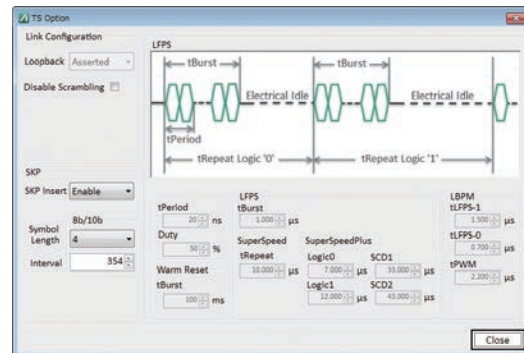 TS Option
Link Configuration
Loopback Asserted
Disable Scrambling
SKP
SKP Insert Enable
8b/10b
Symbol Length 4
Interval 354
LFPS
tBurst tBurst
Electrical Idle Electrical Idle
tPeriod
tRepeat Logic '0' tRepeat Logic '1'
tPeriod
20 ns
Duty
50 %
Warm Reset
tBurst
100 ms
LFPS
tBurst
1.000 μs
SuperSpeed
tRepeat
10.000 μs
SuperSpeedPlus
Logic0 SCD1
7.000 μs 33.000 μs
Logic1 SCD2
12.000 μs 43.000 μs
LBPM
tLFPS-1
1.500 μs
tLFPS-0
0.700 μs
tPWM
2.200 μs
Close